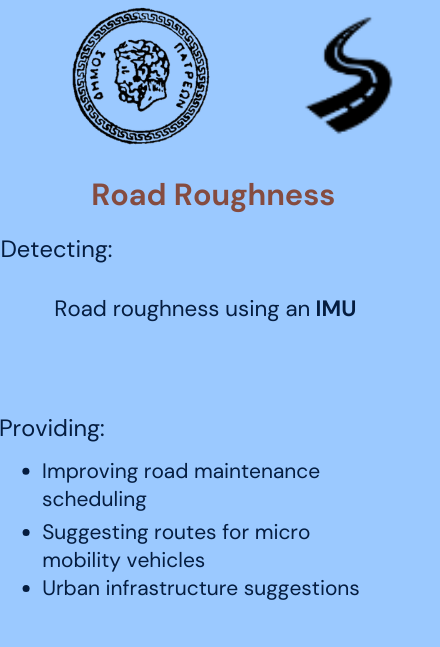 ΔΗΜΟΣ ΠΑΤΡΕΩΝ
Road Roughness
Detecting:
Road roughness using an IMU
Providing:
• Improving road maintenance
scheduling
• Suggesting routes for micro
mobility vehicles
• Urban infrastructure suggestions